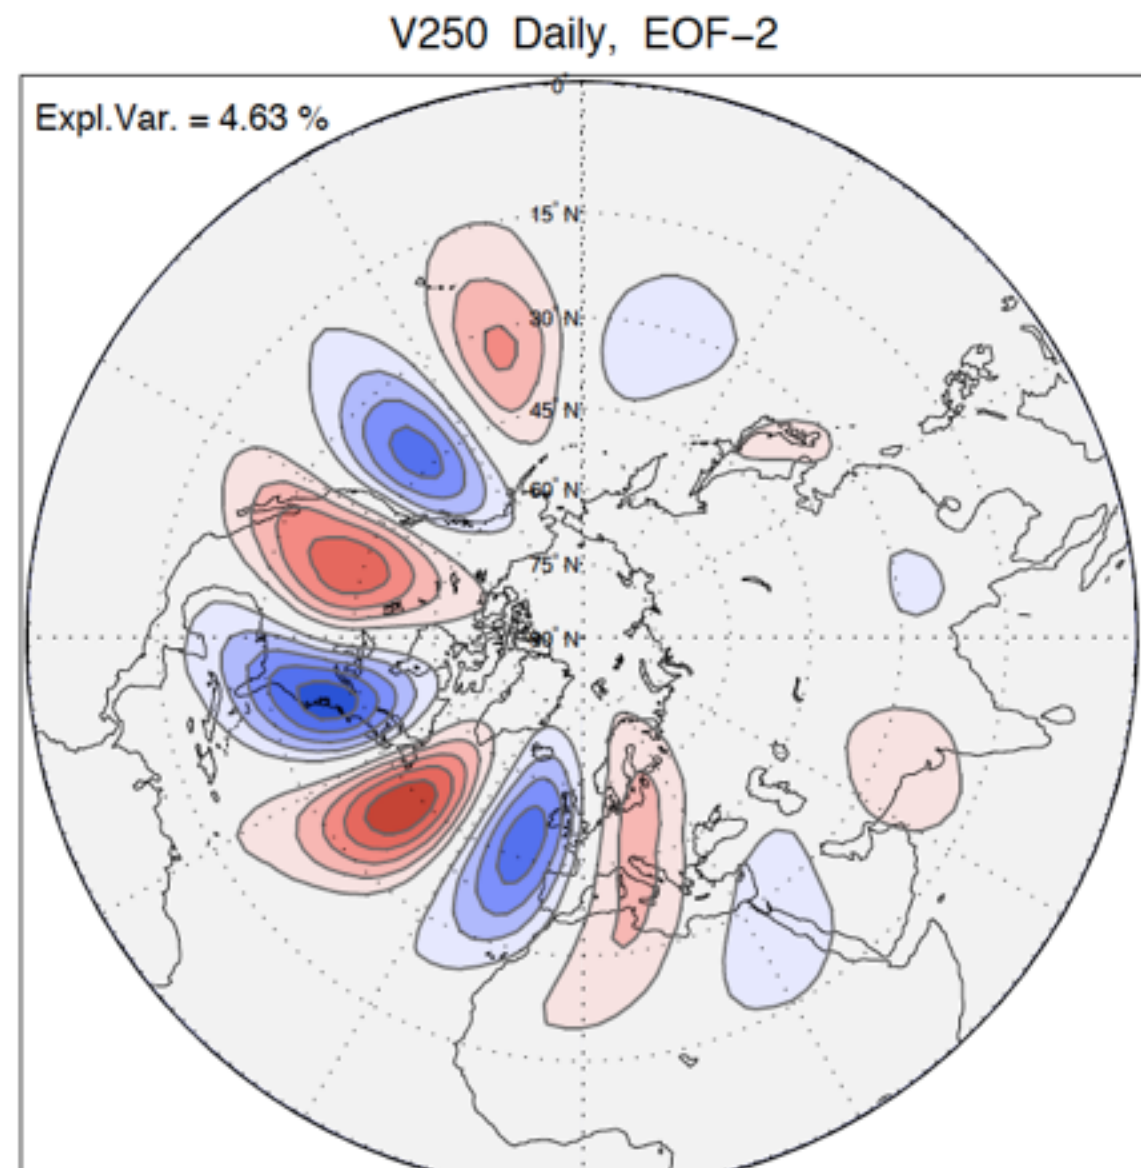 V250 Daily, EOF−2
Expl.Var. = 4.63 %
0°
15° N
30° N
45° N
60° N
75° N
90° N